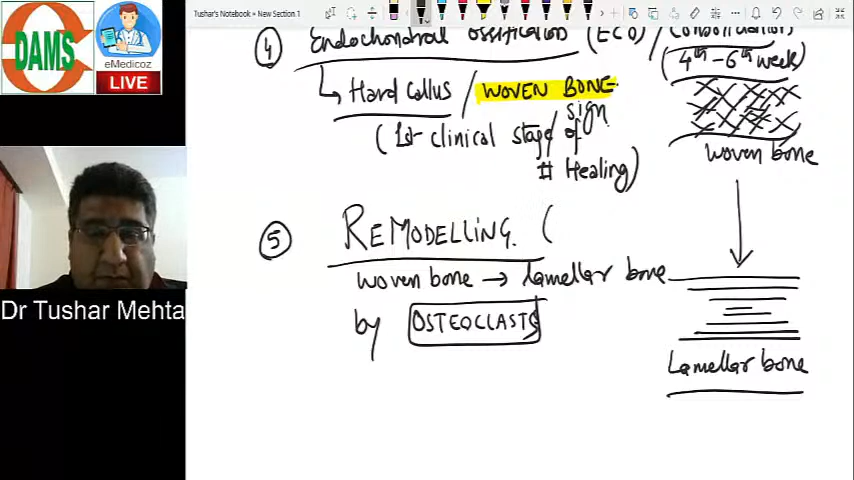 Tushar's Notebook » New Section 1
DAMS
eMedicoz
LIVE
④ Endochondral ossification (ECO) / Consolidation
(4th-6th week)
↳ Hard callus / WOVEN BONE
(1st clinical stage/sign of # Healing)
woven bone
⑤ REMODELLING. (
woven bone → lamellar bone
by OSTEOCLASTS
Lamellar bone
Dr Tushar Mehta